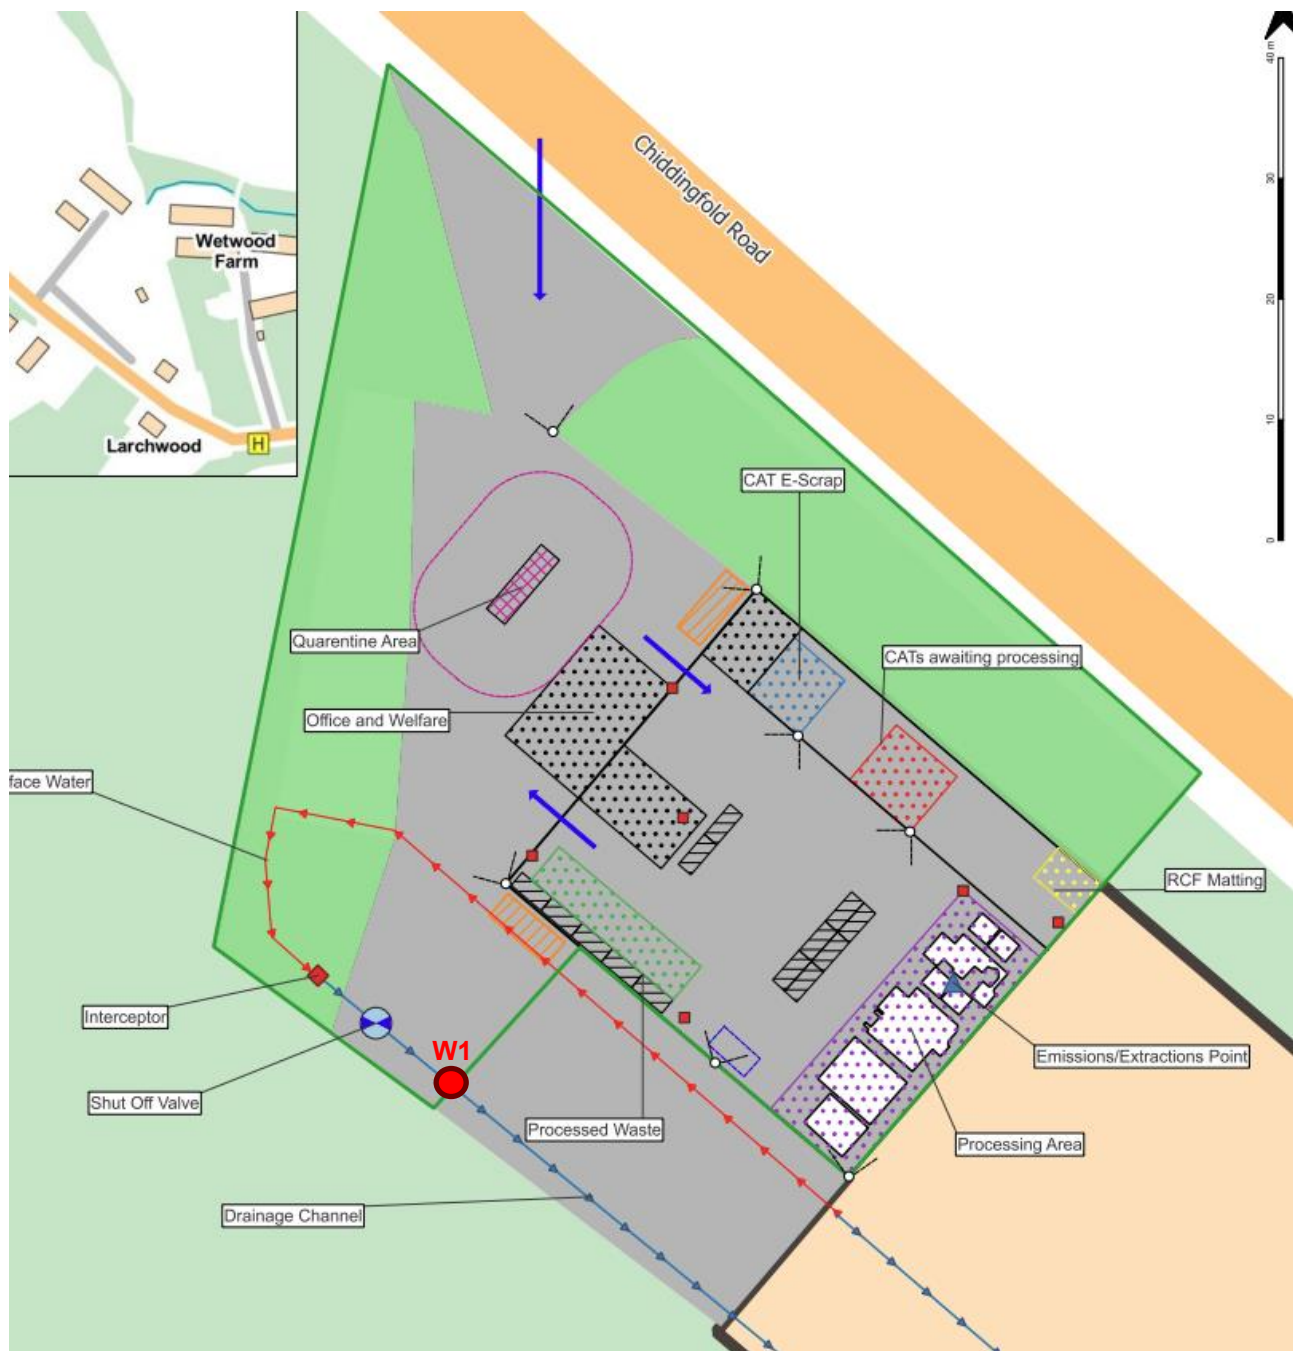 Chiddingfold Road
40 m
30
20
10
0
Wetwood
Farm
Larchwood
H
CAT E-Scrap
Quarentine Area
CATs awaiting processing
Office and Welfare
face Water
RCF Matting
Interceptor
W1
Emissions/Extractions Point
Shut Off Valve
Processed Waste
Processing Area
Drainage Channel